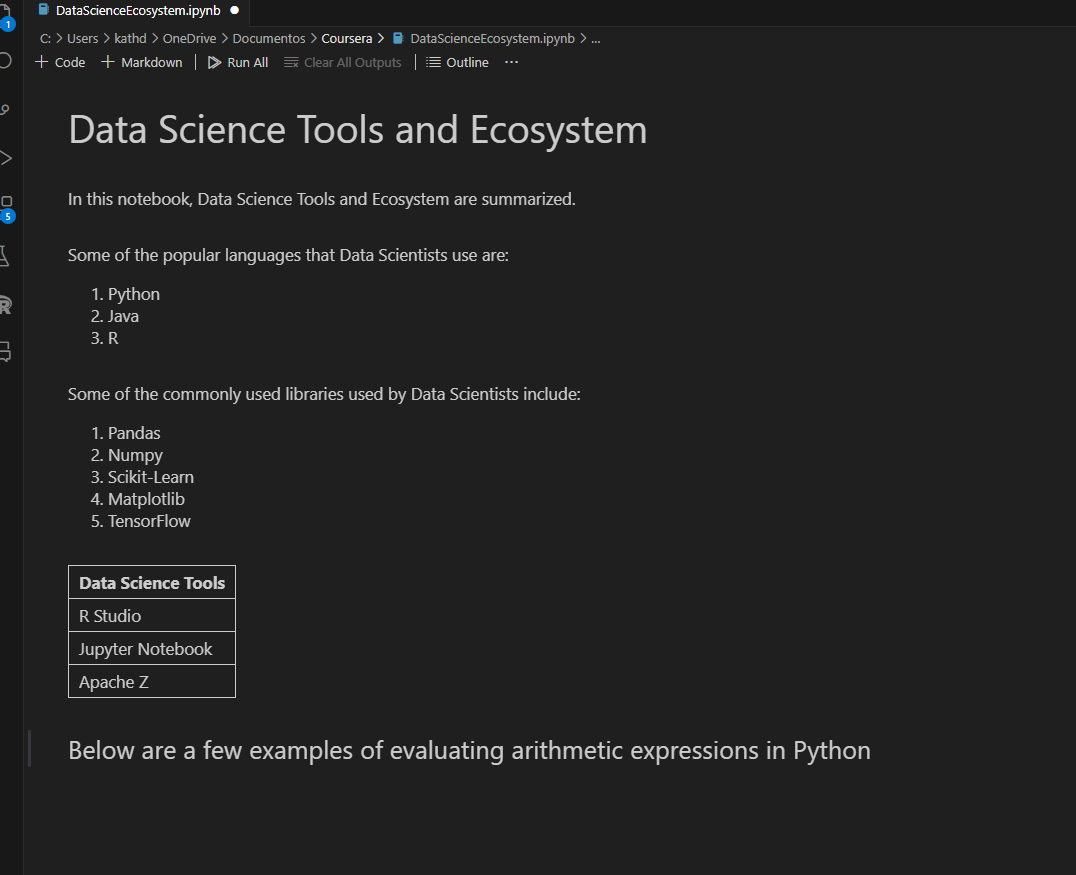 DataScienceEcosystem.ipynb
1
C: > Users > kathd > OneDrive > Documentos > Coursera > DataScienceEcosystem.ipynb > ...
+ Code + Markdown | Run All Clear All Outputs | Outline ...
Data Science Tools and Ecosystem
In this notebook, Data Science Tools and Ecosystem are summarized.
5
Some of the popular languages that Data Scientists use are:
1. Python
R
2. Java
3. R
Some of the commonly used libraries used by Data Scientists include:
1. Pandas
2. Numpy
3. Scikit-Learn
4. Matplotlib
5. TensorFlow
Data Science Tools
R Studio
Jupyter Notebook
Apache Z
Below are a few examples of evaluating arithmetic expressions in Python